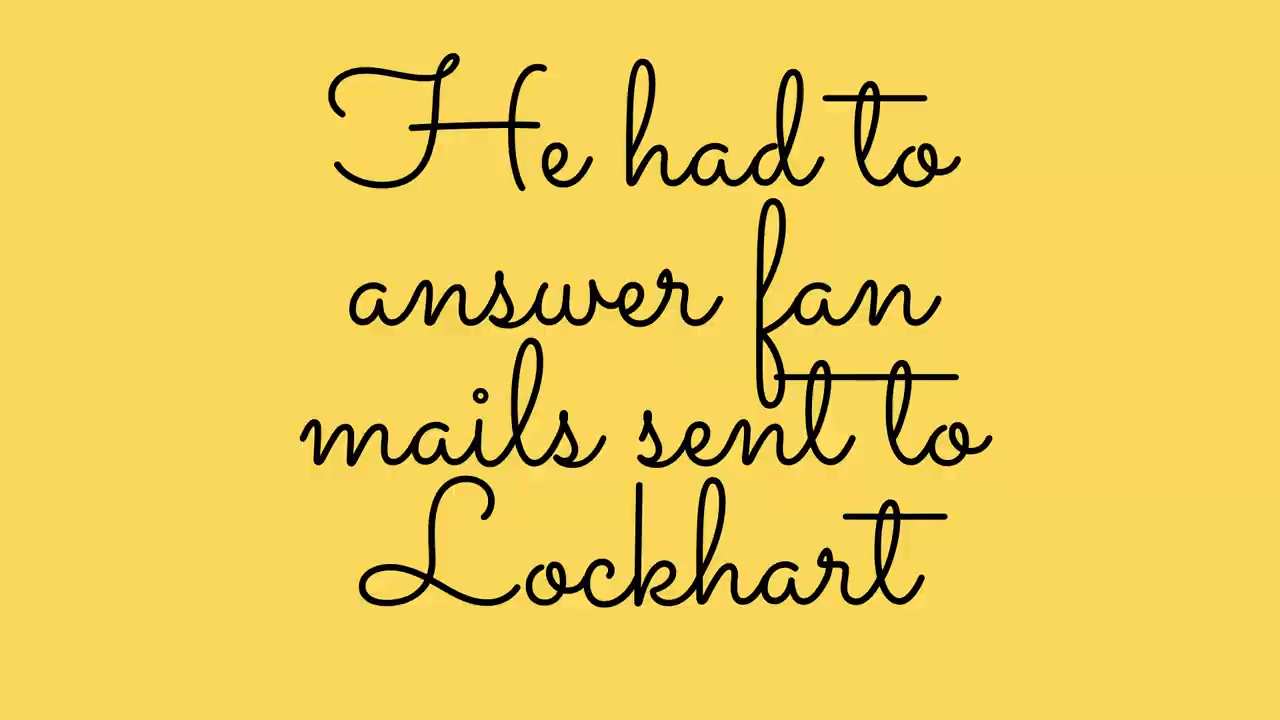 He had to
answer fan
mails sent to
Lockhart